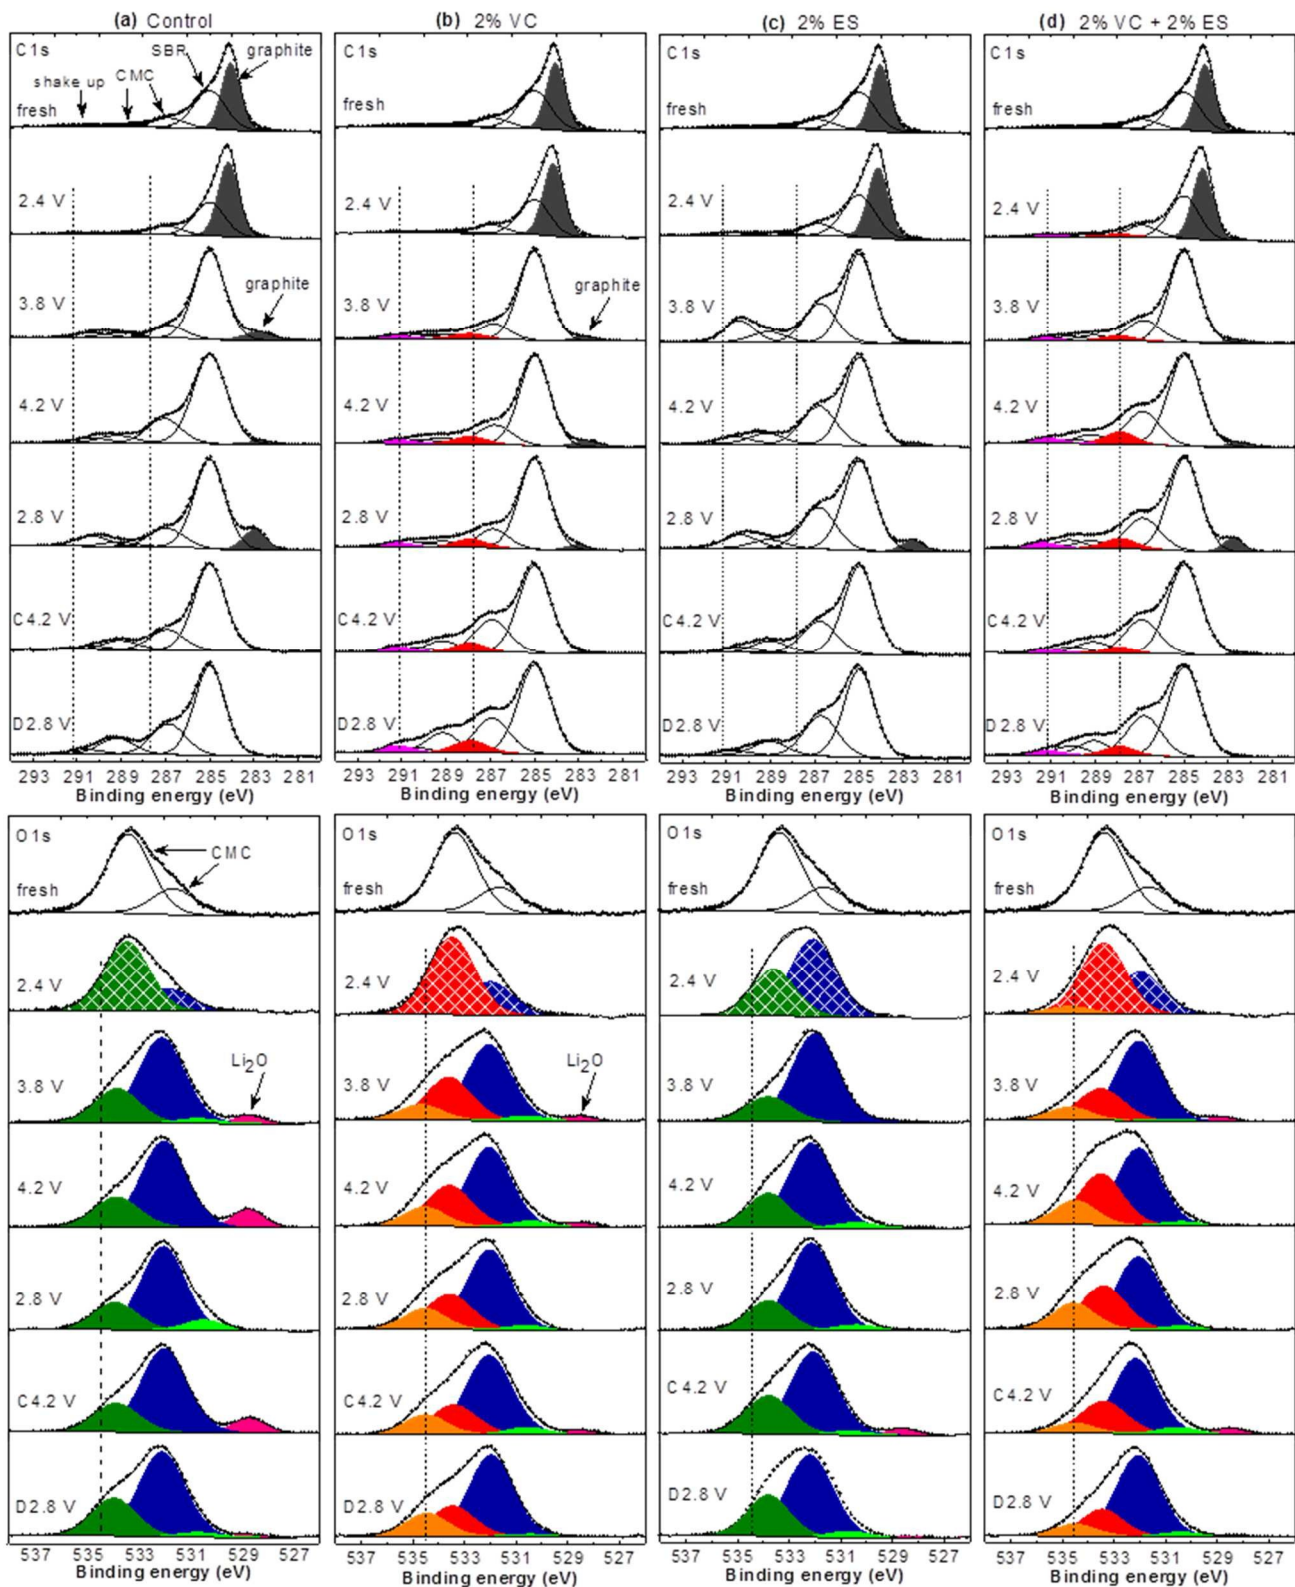 (a) Control
(b) 2% VC
(c) 2% ES
(d) 2% VC + 2% ES
C1s
SBR
graphite
shake up
CMC
fresh
2.4 V
graphite
3.8 V
4.2 V
2.8 V
C4.2 V
D2.8 V
293 291 289 287 285 283 281
Binding energy (eV)
fresh
2.4 V
graphite
3.8 V
4.2 V
2.8 V
C4.2 V
D2.8 V
293 291 289 287 285 283 281
Binding energy (eV)
fresh
2.4 V
3.8 V
4.2 V
2.8 V
C4.2 V
D2.8 V
293 291 289 287 285 283 281
Binding energy (eV)
fresh
2.4 V
3.8 V
4.2 V
2.8 V
C4.2 V
D2.8 V
293 291 289 287 285 283 281
Binding energy (eV)
O1s
CMC
fresh
2.4 V
Li2O
3.8 V
4.2 V
2.8 V
C4.2 V
D2.8 V
537 535 533 531 529 527
Binding energy (eV)
O1s
fresh
2.4 V
Li2O
3.8 V
4.2 V
2.8 V
C4.2 V
D2.8 V
537 535 533 531 529 527
Binding energy (eV)
O1s
fresh
2.4 V
3.8 V
4.2 V
2.8 V
C4.2 V
D2.8 V
537 535 533 531 529 527
Binding energy (eV)
O1s
fresh
2.4 V
3.8 V
4.2 V
2.8 V
C4.2 V
D2.8 V
537 535 533 531 529 527
Binding energy (eV)